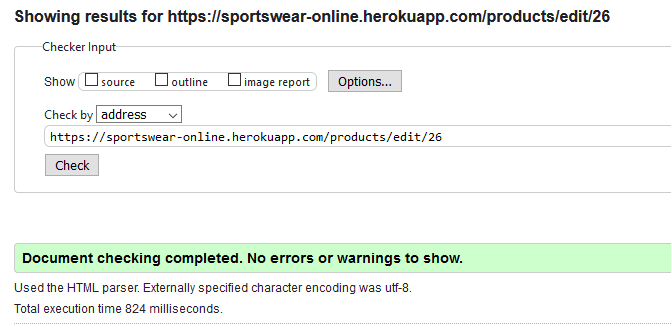 Showing results for https://sportswear-online.herokuapp.com/products/edit/26
Checker Input
Show source outline image report Options...
Check by address
https://sportswear-online.herokuapp.com/products/edit/26
Check
Document checking completed. No errors or warnings to show.
Used the HTML parser. Externally specified character encoding was utf-8.
Total execution time 824 milliseconds.